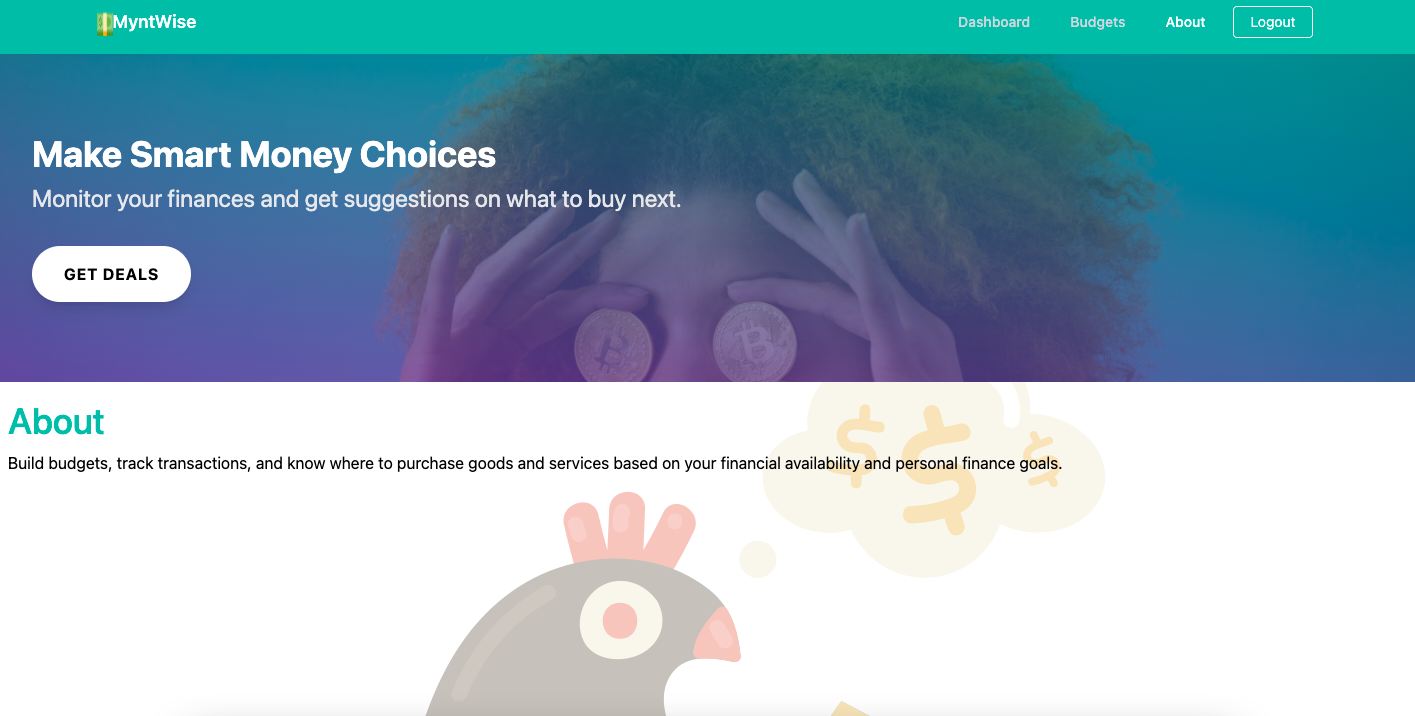 MyntWise
Dashboard
Budgets
About
Logout
Make Smart Money Choices
Monitor your finances and get suggestions on what to buy next.
GET DEALS
About
Build budgets, track transactions, and know where to purchase goods and services based on your financial availability and personal finance goals.